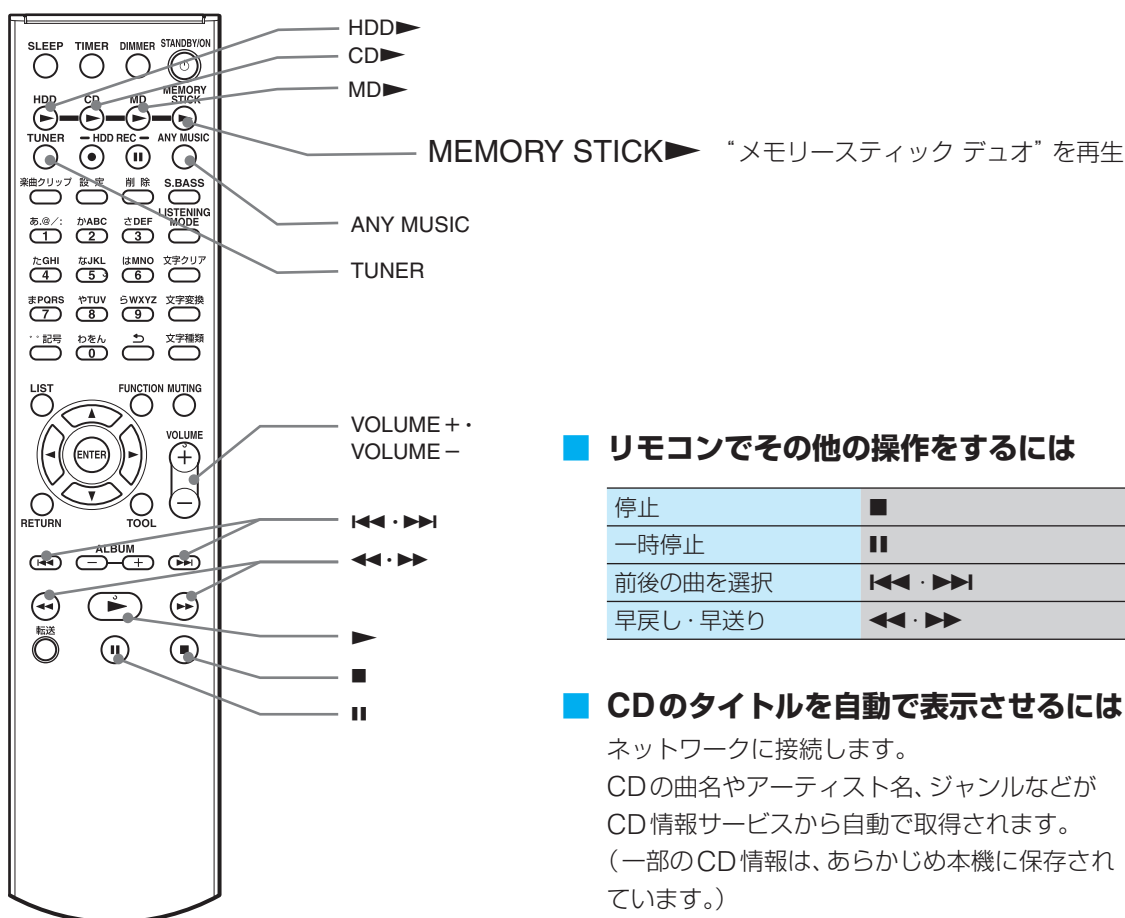 SLEEP TIMER DIMMER STANDBY/ON
HDD CD MD MEMORY STICK
TUNER HDD REC ANY MUSIC
楽曲クリップ 設定 削除 S.BASS
あ.@/: かABC さDEF LISTENING MODE
1 2 3
たGHI なJKL はMNO 文字クリア
4 5 6
まPQRS やTUV らWXYZ 文字変換
7 8 9
゛゜記号 わをん 文字種類
0
LIST FUNCTION MUTING
VOLUME
ENTER
+
−
RETURN TOOL
ALBUM
− +
転送
HDD▶
CD▶
MD▶
MEMORY STICK▶ “メモリースティック デュオ”を再生
ANY MUSIC
TUNER
VOLUME+・
VOLUME−
⏮・⏭
◀◀・▶▶
▶
■
⏸
■ リモコンでその他の操作をするには
停止 ■
一時停止 ⏸
前後の曲を選択 ⏮・⏭
早戻し・早送り ◀◀・▶▶
■ CDのタイトルを自動で表示させるには
ネットワークに接続します。
CDの曲名やアーティスト名、ジャンルなどが
CD情報サービスから自動で取得されます。
(一部のCD情報は、あらかじめ本機に保存され
ています。)